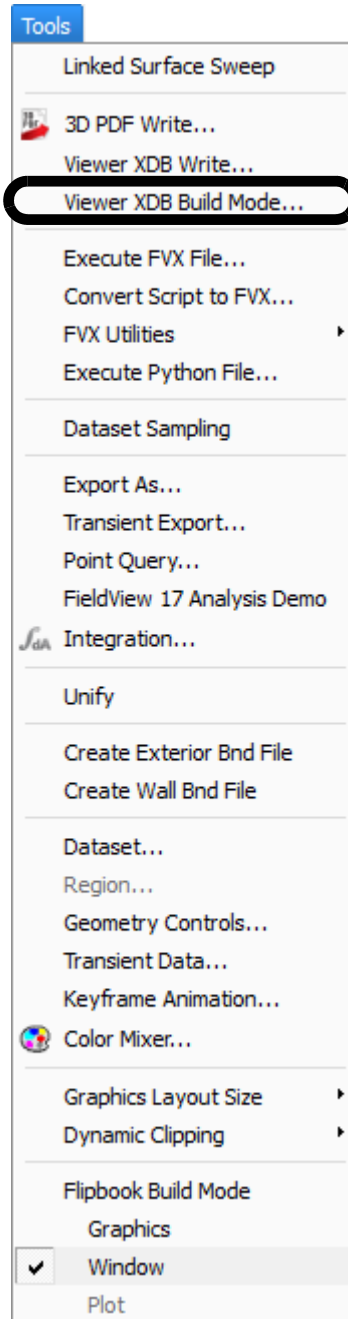 Tools
Linked Surface Sweep
3D PDF Write...
Viewer XDB Write...
Viewer XDB Build Mode...
Execute FVX File...
Convert Script to FVX...
FVX Utilities
Execute Python File...
Dataset Sampling
Export As...
Transient Export...
Point Query...
FieldView 17 Analysis Demo
∫dA Integration...
Unify
Create Exterior Bnd File
Create Wall Bnd File
Dataset...
Region...
Geometry Controls...
Transient Data...
Keyframe Animation...
Color Mixer...
Graphics Layout Size
Dynamic Clipping
Flipbook Build Mode
Graphics
Window
Plot